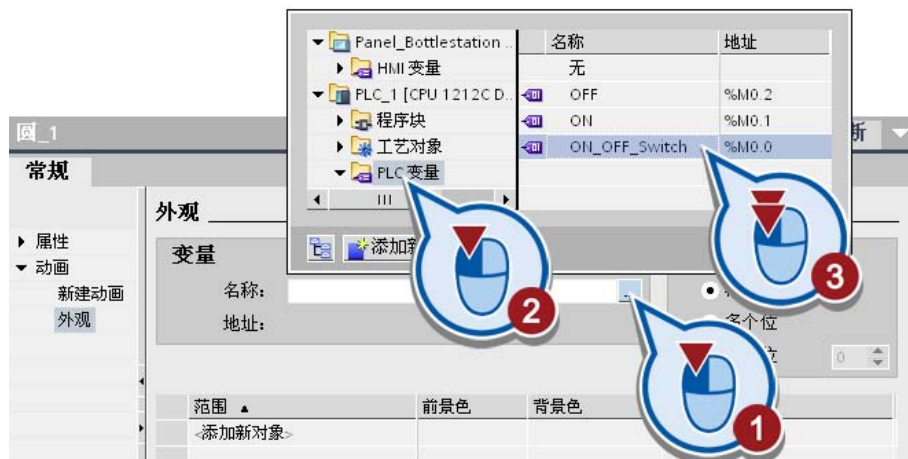 Panel_Bottlestation ..
HMI 变量
PLC_1 [CPU 1212C D..
程序块
工艺对象
PLC 变量
名称
地址
无
OFF
%M0.2
ON
%M0.1
ON_OFF_Switch
%M0.0
添加
圆_1
断
常规
属性
动画
新建动画
外观
外观
变量
名称：
地址：
...
多个位
位
0
范围
前景色
背景色
<添加新对象>
1
2
3